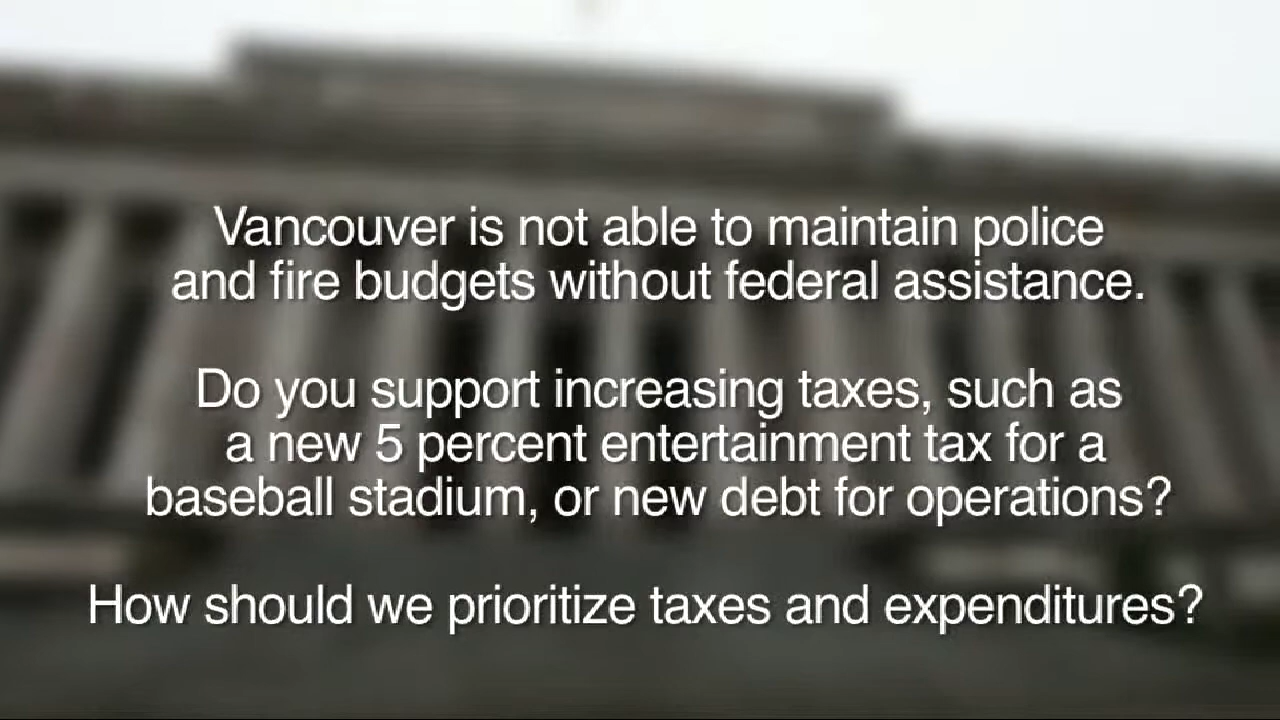 Vancouver is not able to maintain police
and fire budgets without federal assistance.
Do you support increasing taxes, such as
a new 5 percent entertainment tax for a
baseball stadium, or new debt for operations?
How should we prioritize taxes and expenditures?